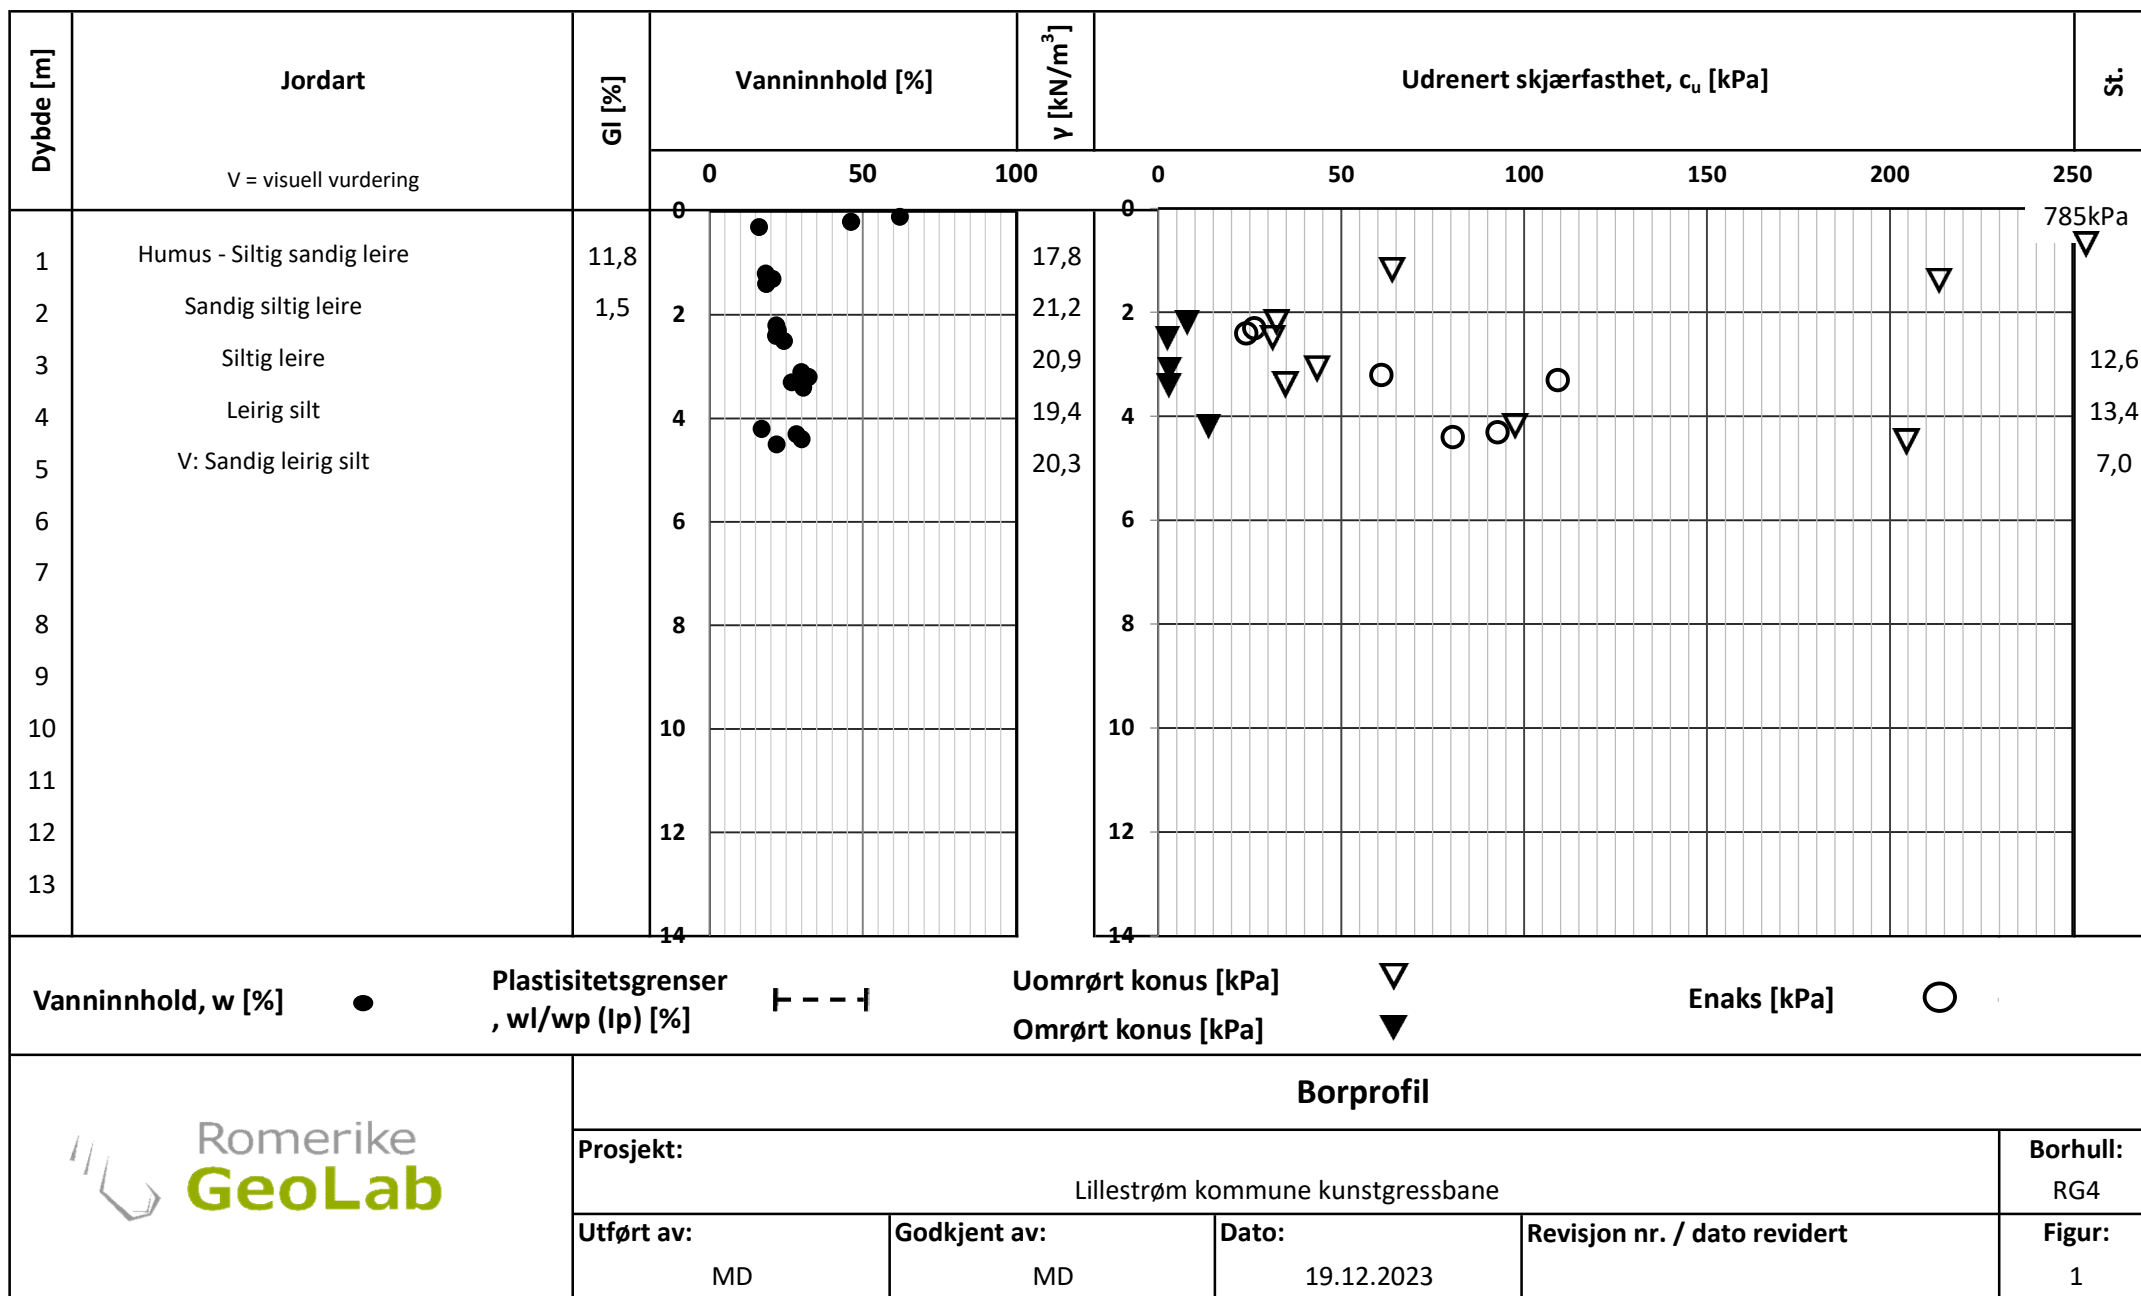 Dybde [m]
Jordart
V = visuell vurdering
Gl [%]
Vanninnhold [%]
γ [kN/m³]
Udrenert skjærfasthet, cᵤ [kPa]
St.
0 50 100
0 50 100 150 200 250
0
0
785kPa
1 Humus - Siltig sandig leire 11,8 17,8
2 Sandig siltig leire 1,5 21,2
2
2
3 Siltig leire 20,9 12,6
4 Leirig silt 19,4 13,4
4
4
5 V: Sandig leirig silt 20,3 7,0
6
6
6
7
8
8
8
9
10
10
10
11
12
12
12
13
14
14
Vanninnhold, w [%]
Plastisitetsgrenser
, wl/wp (Ip) [%]
Uomrørt konus [kPa]
Omrørt konus [kPa]
Enaks [kPa]
Romerike
GeoLab
Borprofil
Prosjekt:
Lillestrøm kommune kunstgressbane
Borhull:
RG4
Utført av:
MD
Godkjent av:
MD
Dato:
19.12.2023
Revisjon nr. / dato revidert
Figur:
1